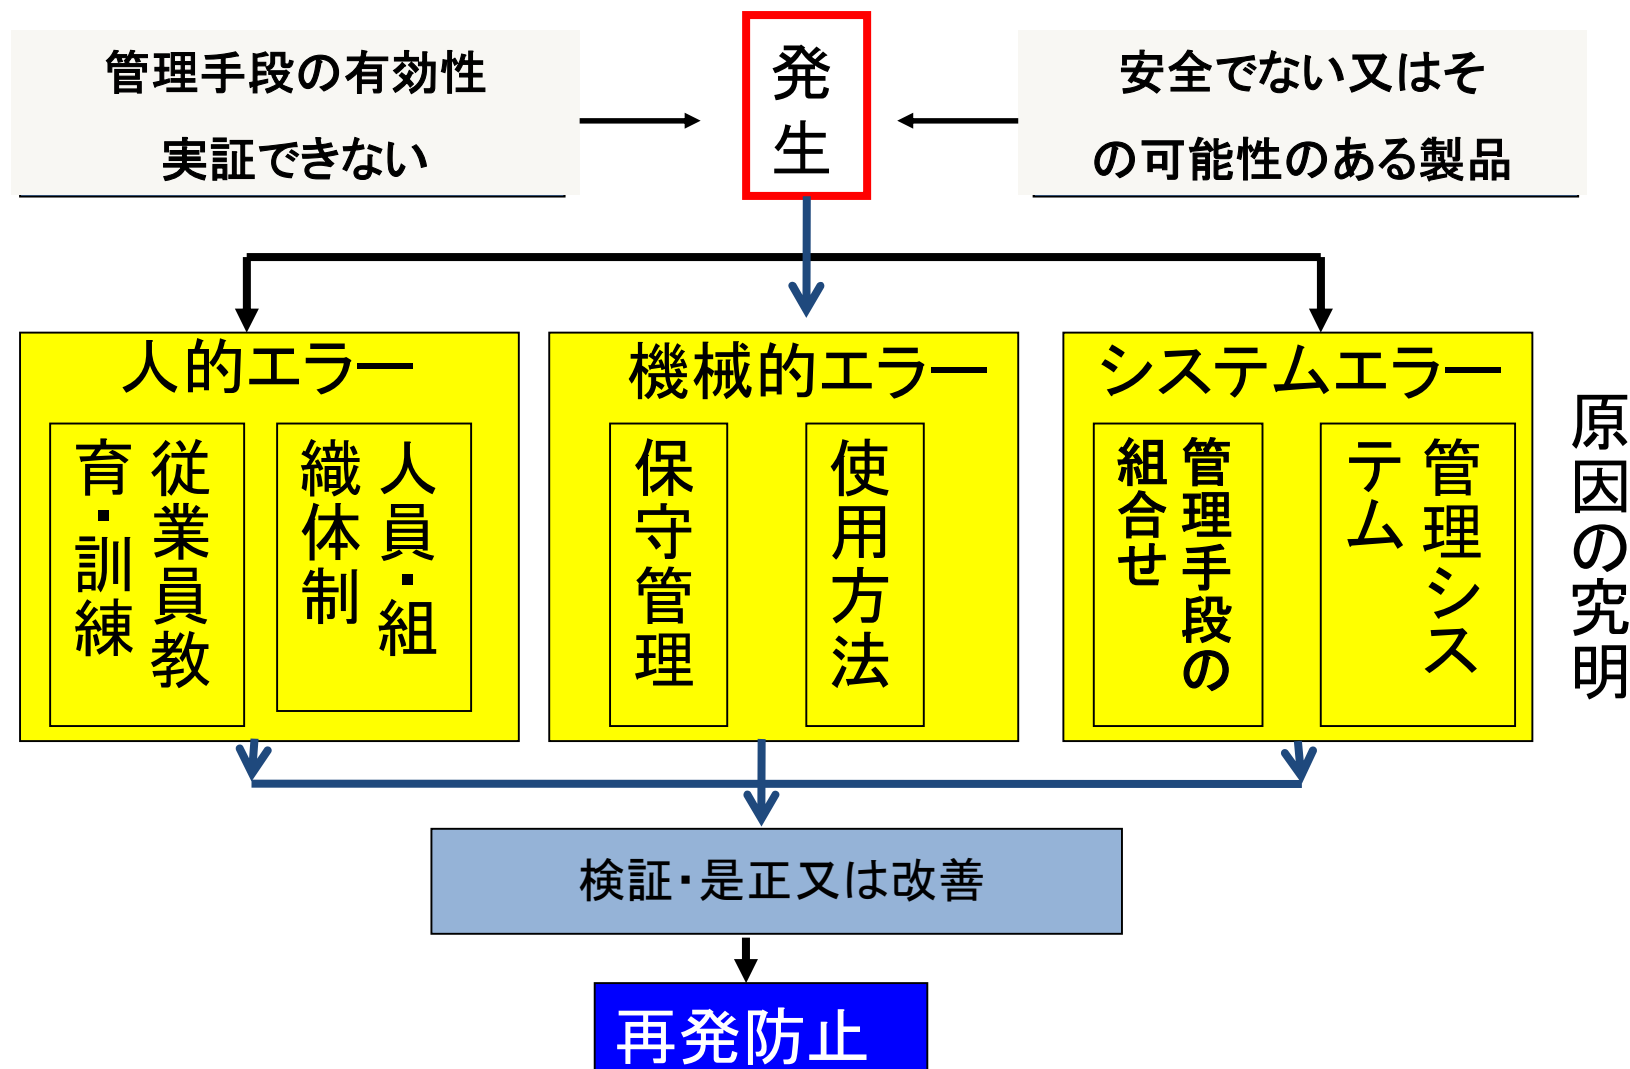 管理手段の有効性
実証できない
発
生
安全でない又はそ
の可能性のある製品
人的エラー
従業員教
育・訓練
人員・組
織体制
機械的エラー
保守管理
使用方法
システムエラー
管理手段の
組合せ
管理シス
テム
原因の究明
検証・是正又は改善
再発防止